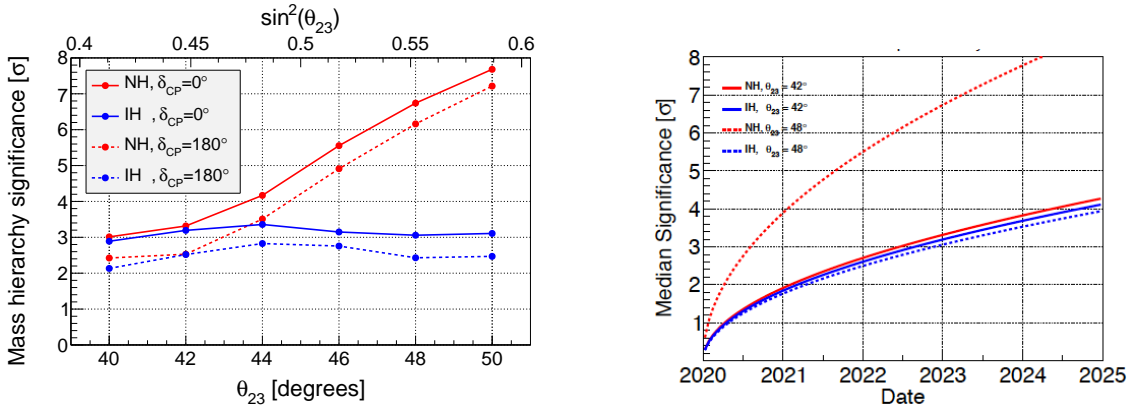 sin²(θ₂₃)
0.4 0.45 0.5 0.55 0.6
Mass hierarchy significance [σ]
8
7
6
5
4
3
2
1
0
NH, δCP=0°
IH , δCP=0°
NH, δCP=180°
IH , δCP=180°
40 42 44 46 48 50
θ₂₃ [degrees]
Median Significance [σ]
8
7
6
5
4
3
2
1
NH, θ₂₃ = 42°
IH, θ₂₃ = 42°
NH, θ₂₃ = 48°
IH, θ₂₃ = 48°
2020 2021 2022 2023 2024 2025
Date